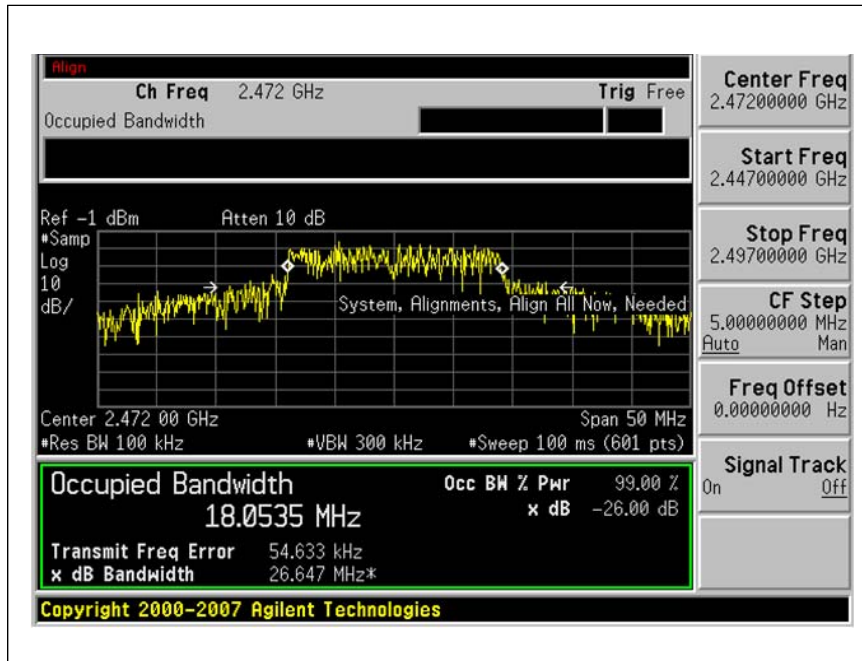 Align
Ch Freq 2.472 GHz Trig Free
Occupied Bandwidth
Ref -1 dBm Atten 10 dB
#Samp
Log
10
dB/
System, Alignments, Align All Now, Needed
Center 2.472 00 GHz Span 50 MHz
#Res BW 100 kHz #VBW 300 kHz #Sweep 100 ms (601 pts)
Occupied Bandwidth Occ BW % Pwr 99.00 %
18.0535 MHz x dB -26.00 dB
Transmit Freq Error 54.633 kHz
x dB Bandwidth 26.647 MHz*
Copyright 2000-2007 Agilent Technologies
Center Freq
2.47200000 GHz
Start Freq
2.44700000 GHz
Stop Freq
2.49700000 GHz
CF Step
5.00000000 MHz
Auto Man
Freq Offset
0.00000000 Hz
Signal Track
On Off